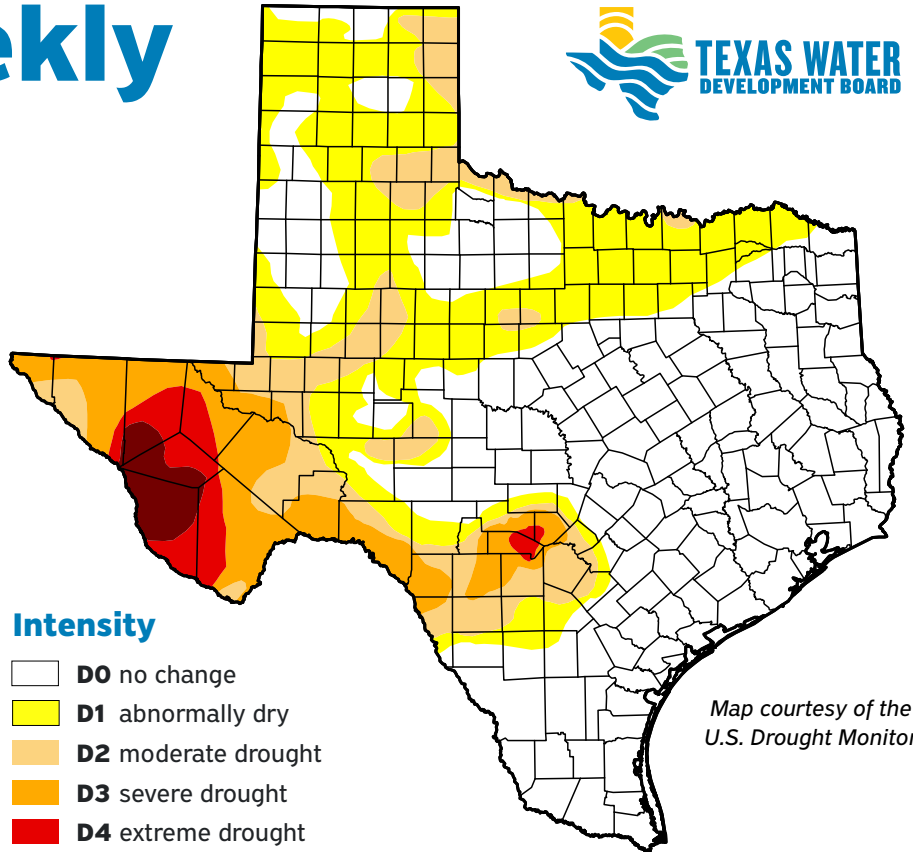 ekly
TEXAS WATER
DEVELOPMENT BOARD
Intensity
D0 no change
D1 abnormally dry
D2 moderate drought
D3 severe drought
D4 extreme drought
Map courtesy of the
U.S. Drought Monitor